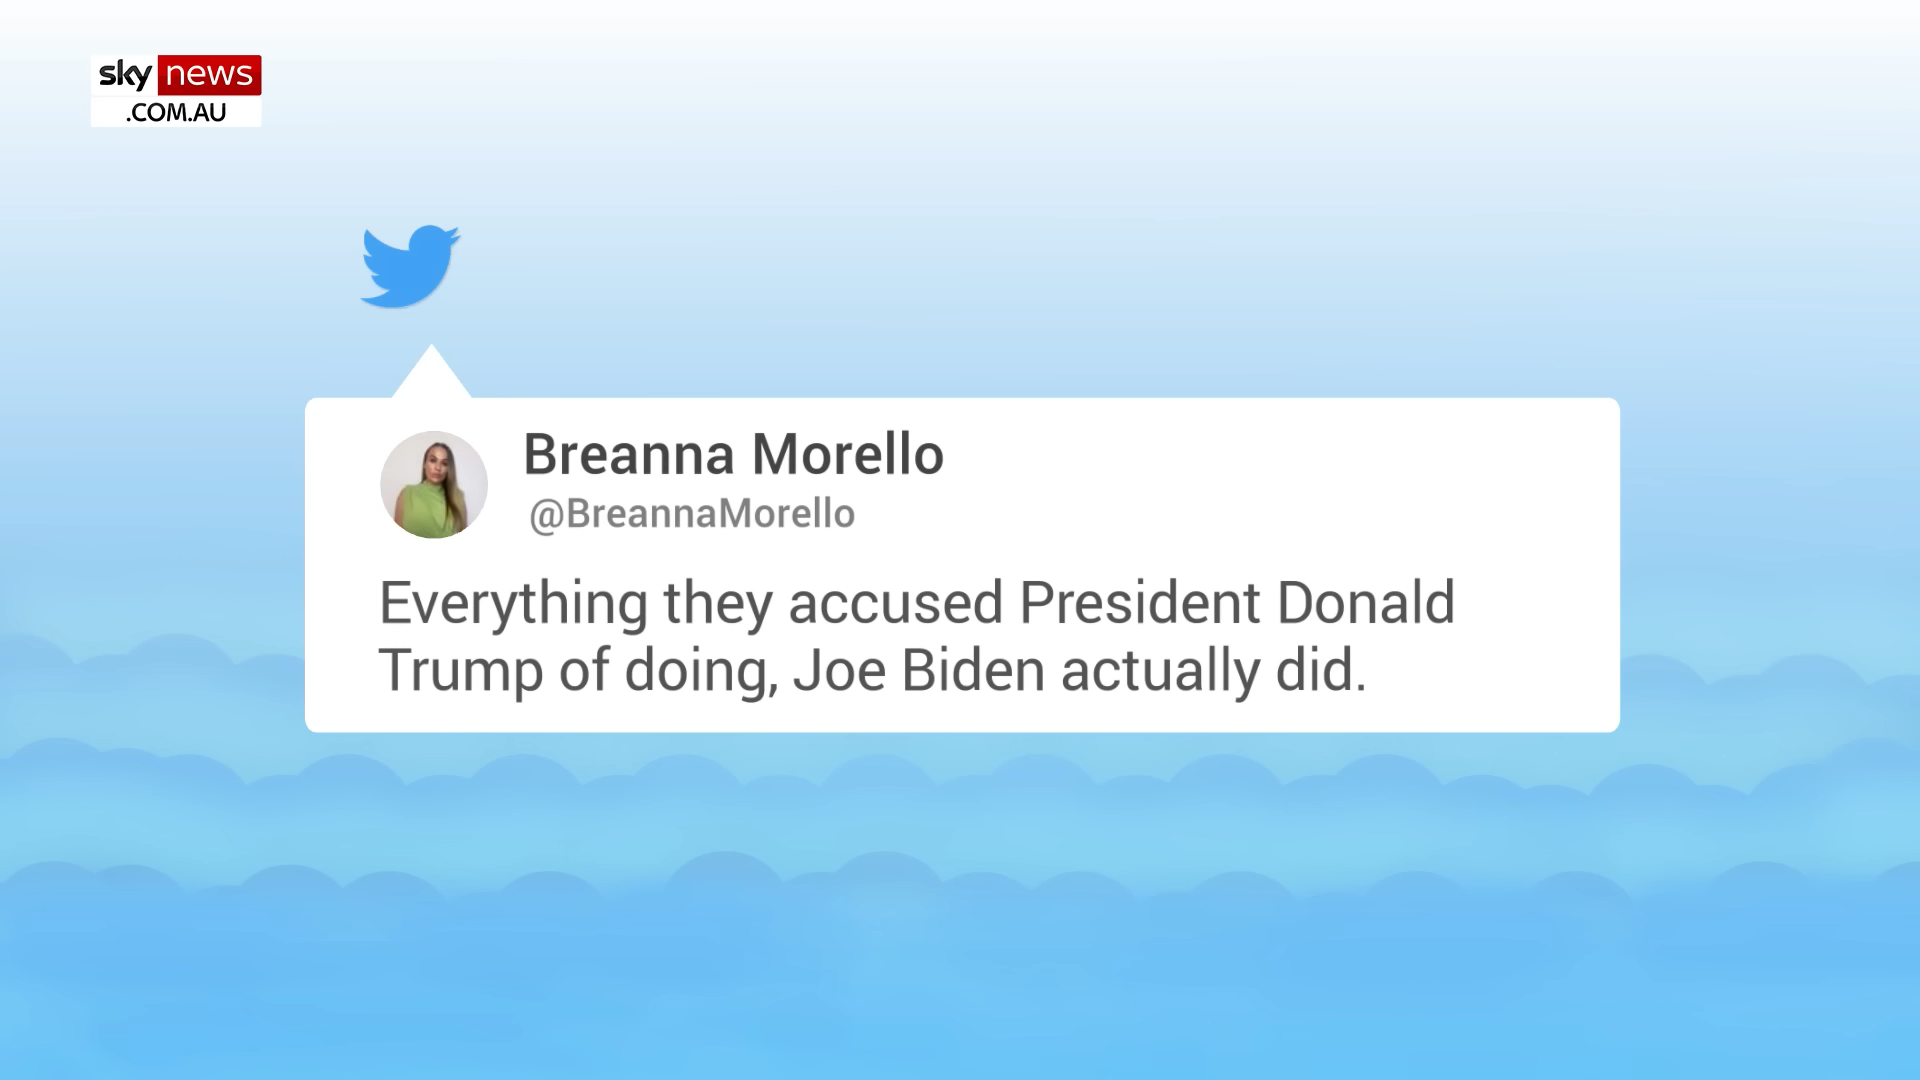 sky news
.COM.AU
Breanna Morello
@BreannaMorello
Everything they accused President Donald
Trump of doing, Joe Biden actually did.